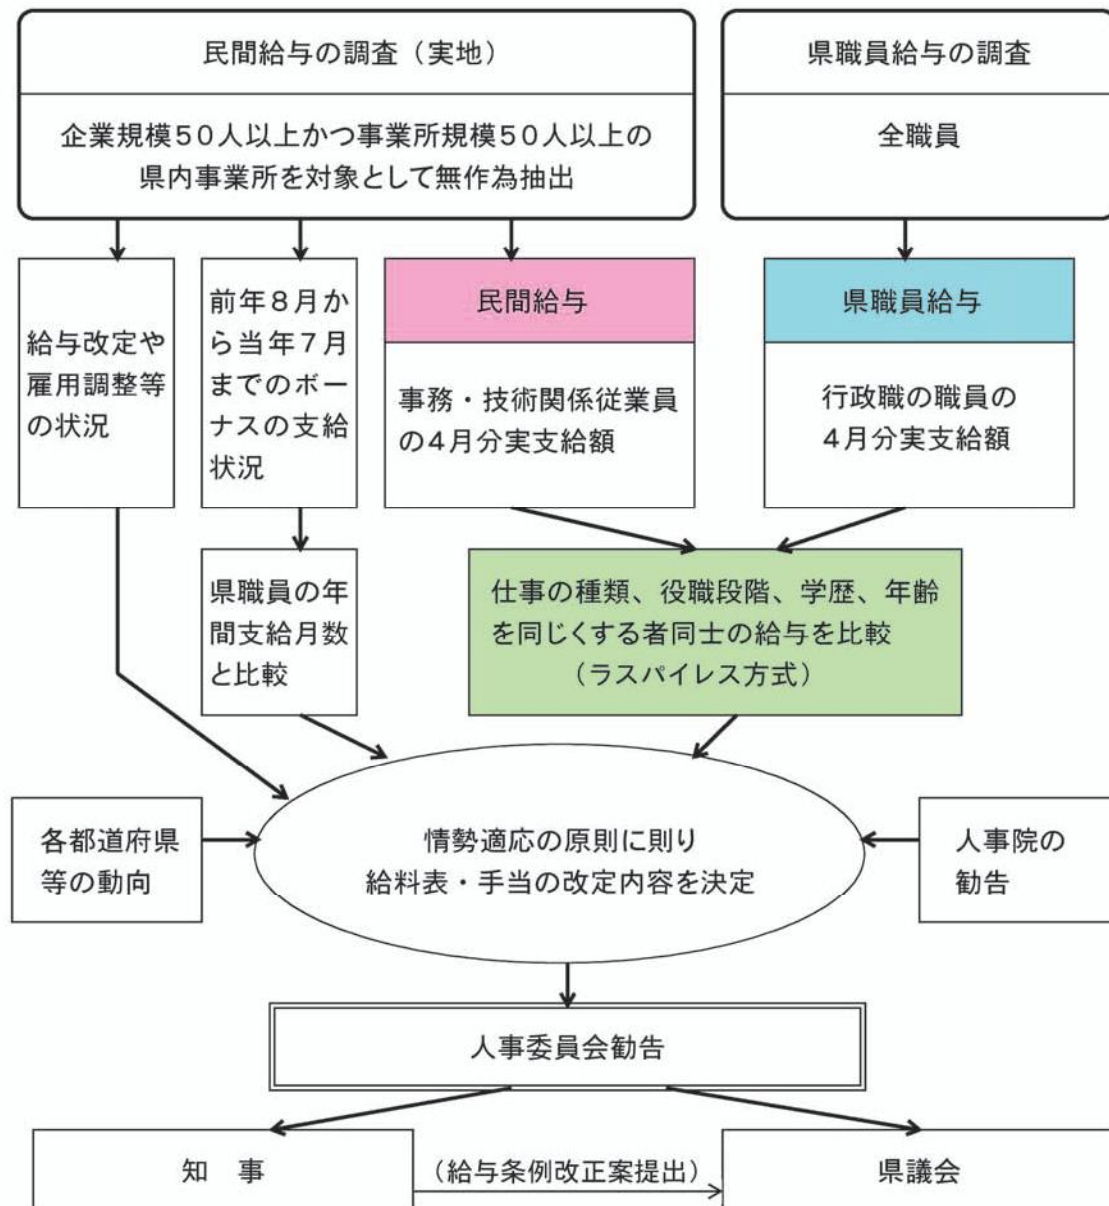 民間給与の調査（実地）
企業規模５０人以上かつ事業所規模５０人以上の
県内事業所を対象として無作為抽出
県職員給与の調査
全職員
給与改定や
雇用調整等
の状況
前年８月か
ら当年７月
までのボー
ナスの支給
状況
民間給与
事務・技術関係従業員
の４月分実支給額
県職員給与
行政職の職員の
４月分実支給額
県職員の年
間支給月数
と比較
仕事の種類、役職段階、学歴、年齢
を同じくする者同士の給与を比較
（ラスパイレス方式）
各都道府県
等の動向
情勢適応の原則に則り
給料表・手当の改定内容を決定
人事院の
勧告
人事委員会勧告
知　事
（給与条例改正案提出）
県議会